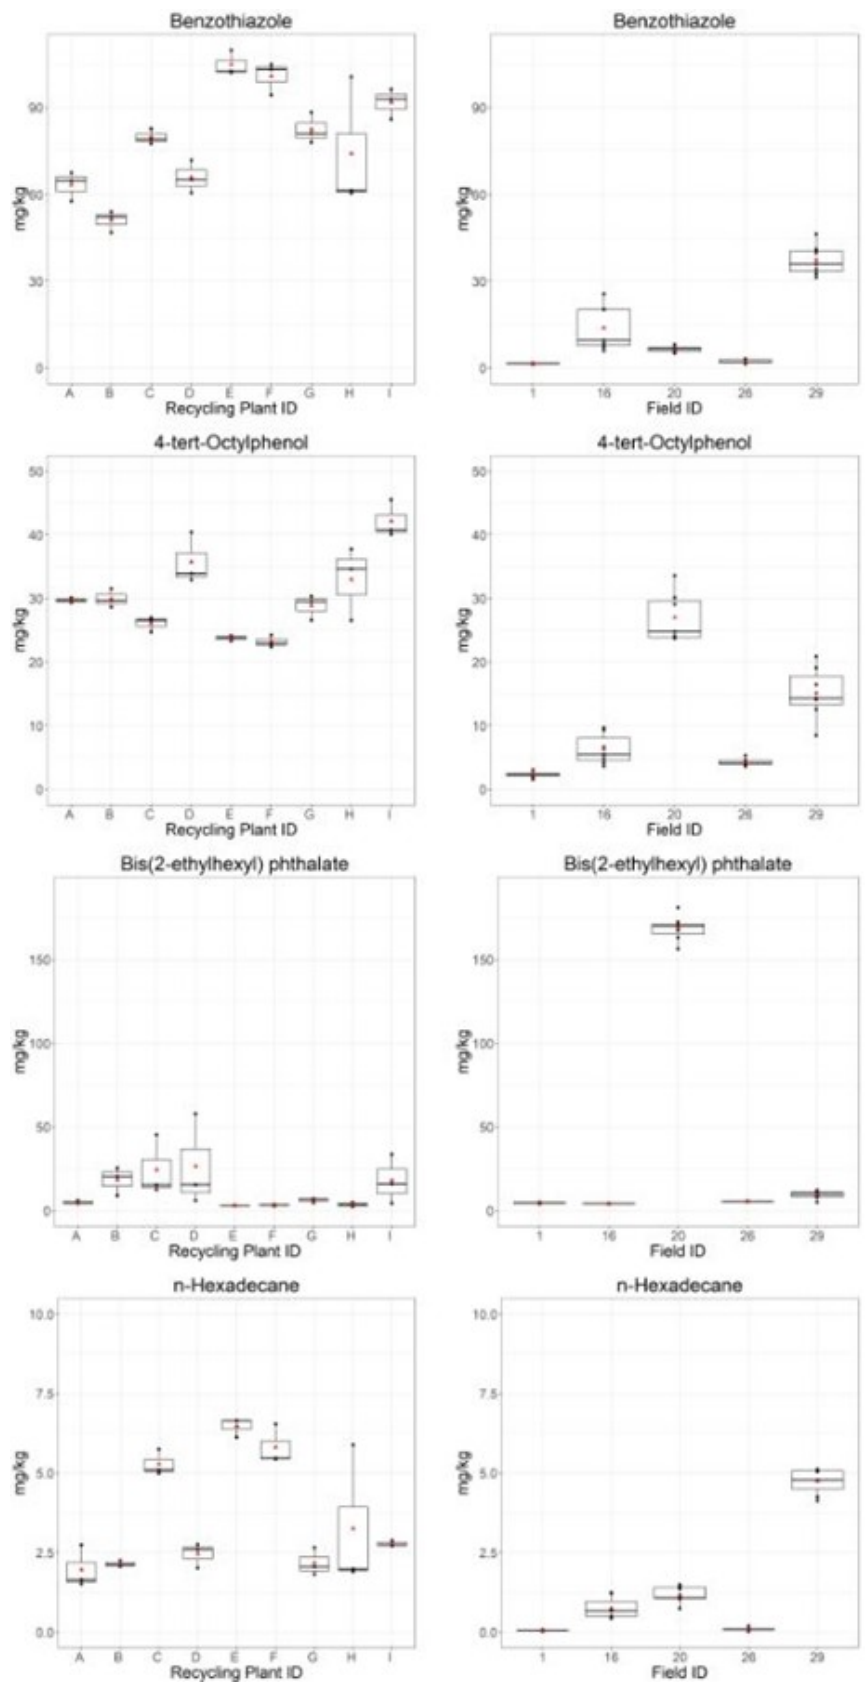 Benzothiazole
mg/kg
90
60
30
0
A B C D E F G H I
Recycling Plant ID
Benzothiazole
mg/kg
90
60
30
0
1 16 20 26 29
Field ID
4-tert-Octylphenol
mg/kg
50
40
30
20
10
0
A B C D E F G H I
Recycling Plant ID
4-tert-Octylphenol
mg/kg
50
40
30
20
10
0
1 16 20 26 29
Field ID
Bis(2-ethylhexyl) phthalate
mg/kg
150
100
50
0
A B C D E F G H I
Recycling Plant ID
Bis(2-ethylhexyl) phthalate
mg/kg
150
100
50
0
1 16 20 26 29
Field ID
n-Hexadecane
mg/kg
10.0
7.5
5.0
2.5
0.0
A B C D E F G H I
Recycling Plant ID
n-Hexadecane
mg/kg
10.0
7.5
5.0
2.5
0.0
1 16 20 26 29
Field ID